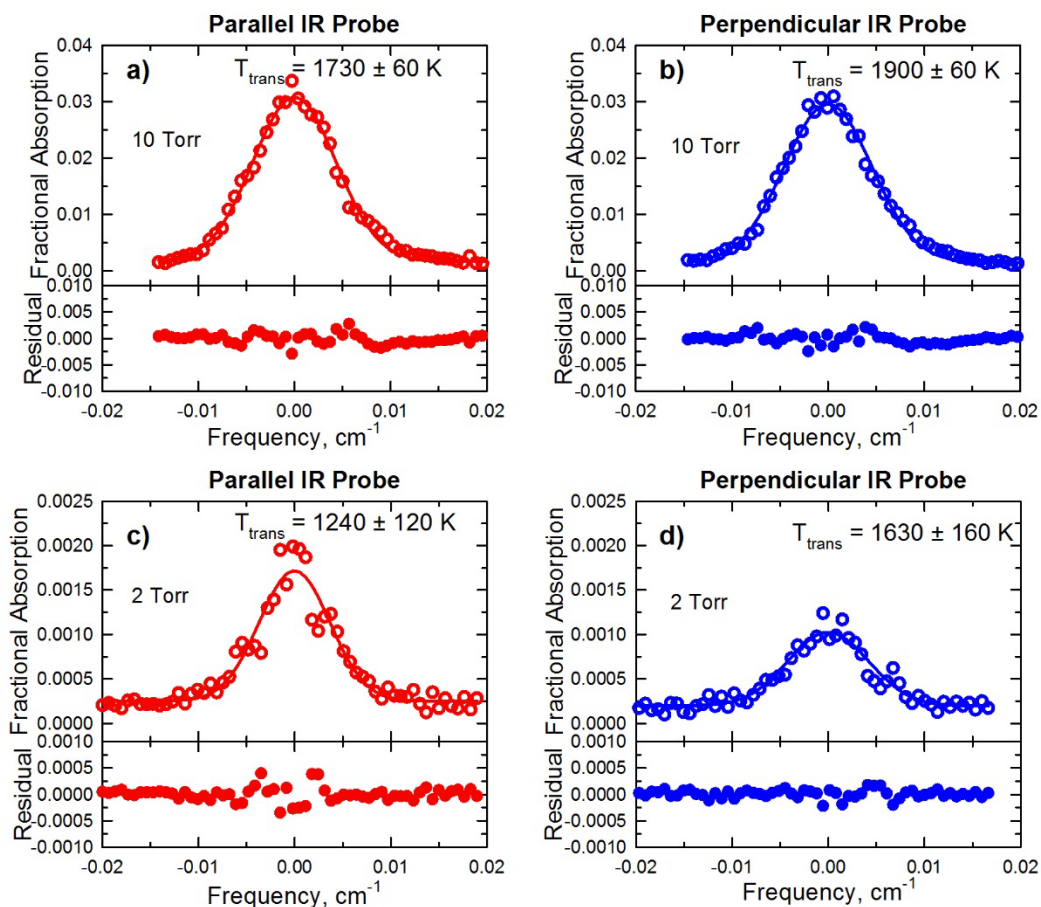 Parallel IR Probe
a)
T_trans = 1730 ± 60 K
10 Torr
Fractional Absorption
0.04
0.03
0.02
0.01
0.00
Residual
0.010
0.005
0.000
-0.005
-0.010
-0.02 -0.01 0.00 0.01 0.02
Frequency, cm⁻¹
Perpendicular IR Probe
b)
T_trans = 1900 ± 60 K
10 Torr
Fractional Absorption
0.04
0.03
0.02
0.01
0.00
Residual
0.010
0.005
0.000
-0.005
-0.010
-0.02 -0.01 0.00 0.01 0.02
Frequency, cm⁻¹
Parallel IR Probe
c)
T_trans = 1240 ± 120 K
2 Torr
Fractional Absorption
0.0025
0.0020
0.0015
0.0010
0.0005
0.0000
Residual
0.0010
0.0005
0.0000
-0.0005
-0.0010
-0.02 -0.01 0.00 0.01 0.02
Frequency, cm⁻¹
Perpendicular IR Probe
d)
T_trans = 1630 ± 160 K
2 Torr
Fractional Absorption
0.0025
0.0020
0.0015
0.0010
0.0005
0.0000
Residual
0.0010
0.0005
0.0000
-0.0005
-0.0010
-0.02 -0.01 0.00 0.01 0.02
Frequency, cm⁻¹